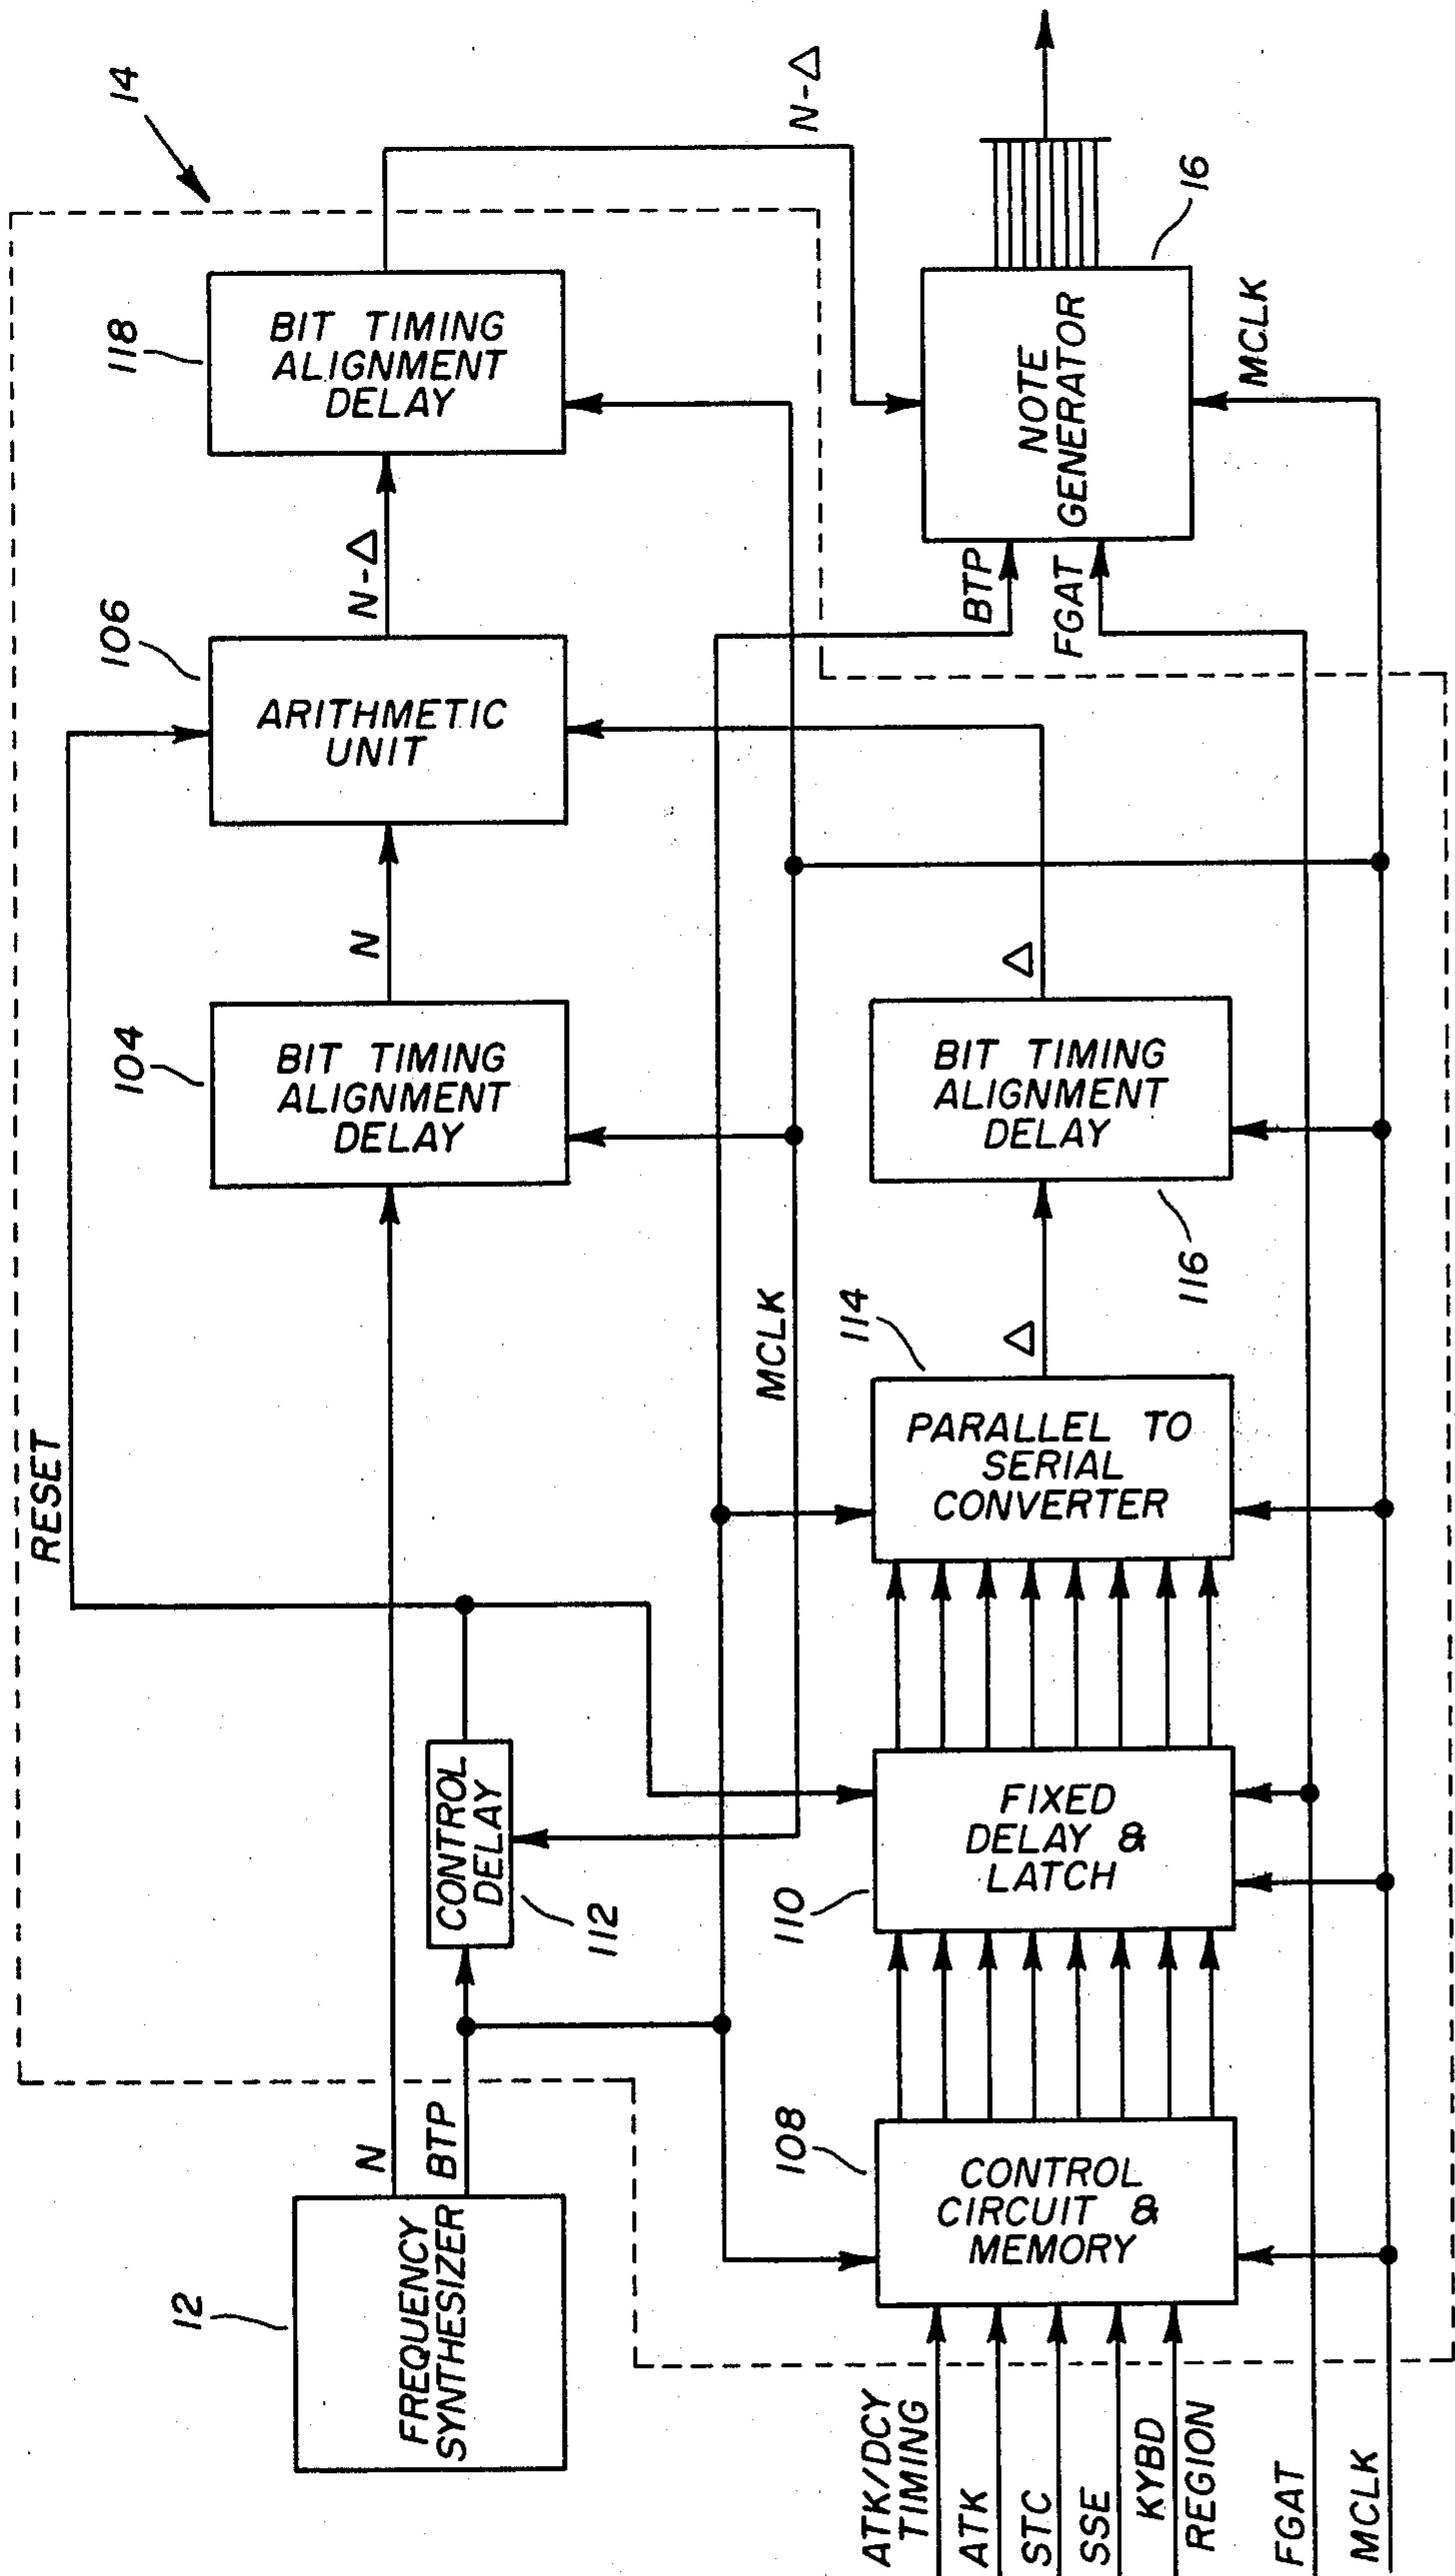 14
118
BIT TIMING
ALIGNMENT
DELAY
N-Δ
N-Δ
106
ARITHMETIC
UNIT
16
NOTE
GENERATOR
MCLK
BTP
FGAT
104
N
BIT TIMING
ALIGNMENT
DELAY
Δ
BIT TIMING
ALIGNMENT
DELAY
116
MCLK
114
Δ
PARALLEL TO
SERIAL
CONVERTER
RESET
CONTROL
DELAY
112
110
FIXED
DELAY &
LATCH
N
BTP
108
CONTROL
CIRCUIT &
MEMORY
12
FREQUENCY
SYNTHESIZER
ATK/DCY
TIMING
ATK
STC
SSE
KYBD
REGION
FGAT
MCLK